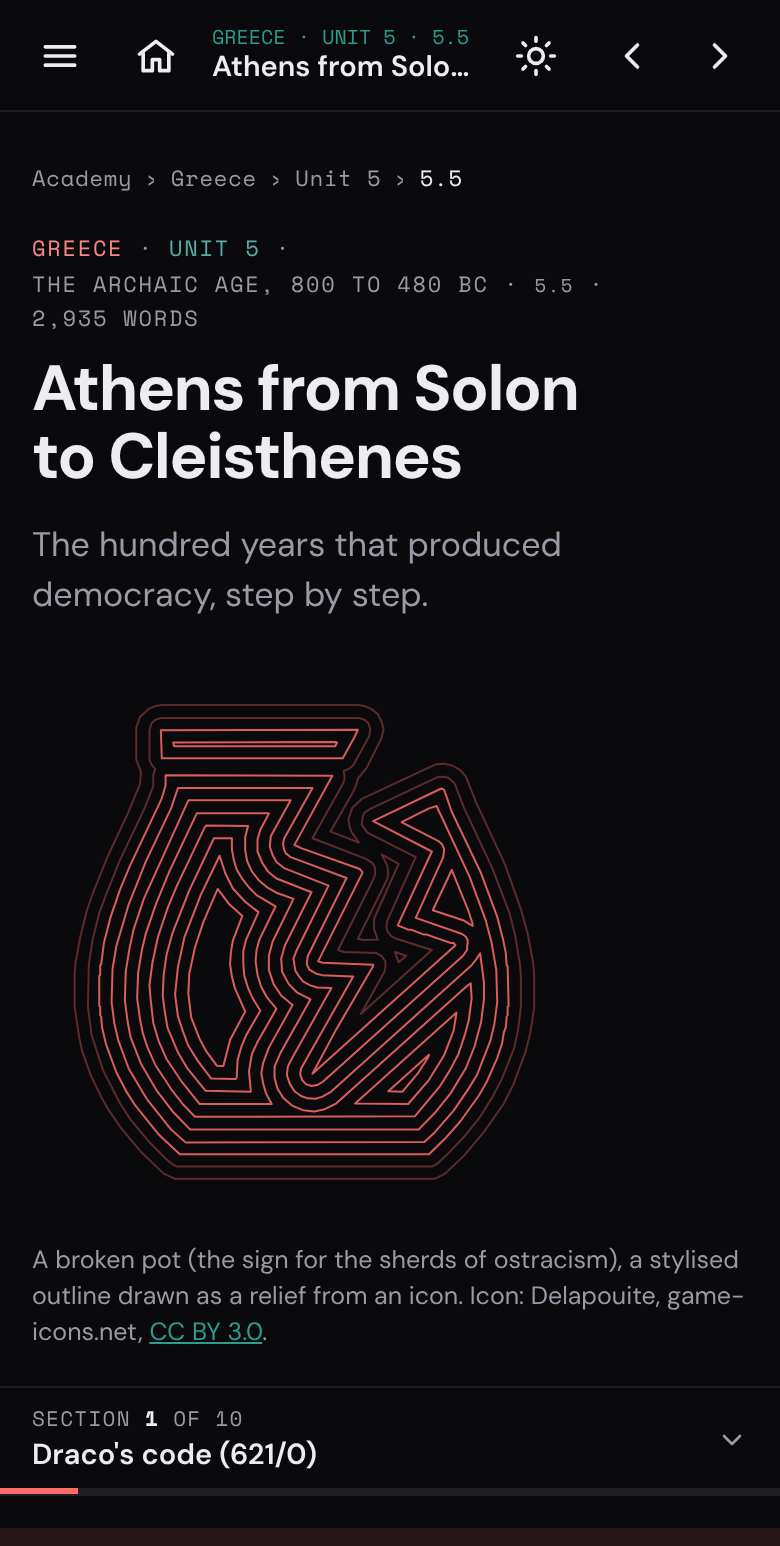 GREECE · UNIT 5 · 5.5
Athens from Solo…
Academy › Greece › Unit 5 › 5.5
GREECE · UNIT 5 ·
THE ARCHAIC AGE, 800 TO 480 BC · 5.5 ·
2,935 WORDS
Athens from Solon
to Cleisthenes
The hundred years that produced
democracy, step by step.
A broken pot (the sign for the sherds of ostracism), a stylised
outline drawn as a relief from an icon. Icon: Delapouite, game-
icons.net, CC BY 3.0.
SECTION 1 OF 10
Draco's code (621/0)